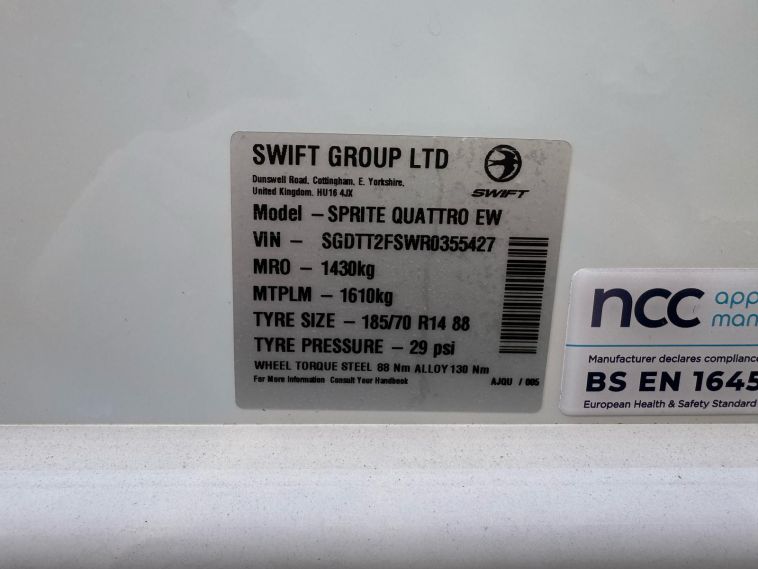 SWIFT GROUP LTD
Dunswell Road, Cottingham, E. Yorkshire,
United Kingdom. HU16 4JX
SWIFT
Model – SPRITE QUATTRO EW
VIN – SGDTT2FSWR0355427
MRO – 1430kg
MTPLM – 1610kg
TYRE SIZE – 185/70 R14 88
TYRE PRESSURE – 29 psi
WHEEL TORQUE STEEL 88 Nm ALLOY 130 Nm
For More Information Consult Your Handbook AJQU / 005
ncc app
man
Manufacturer declares compliance
BS EN 1645
European Health & Safety Standard